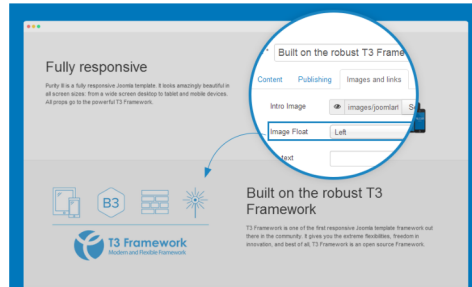 Fully responsive
Purity III is a fully responsive Joomla template. It looks amazingly beautiful in
all screen sizes: from a wide screen desktop to tablet and mobile devices.
All props go to the powerful T3 Framework.
Built on the robust T3 Frame
Content Publishing Images and links
Intro Image images/joomlart
Image Float Left
text
B3
T3 Framework
Modern and Flexible Framework
Built on the robust T3
Framework
T3 Framework is one of the first responsive Joomla template framework out
there in the community. It gives you the extreme flexibilities, freedom in
innovation, and best of all, T3 Framework is an open source Framework.